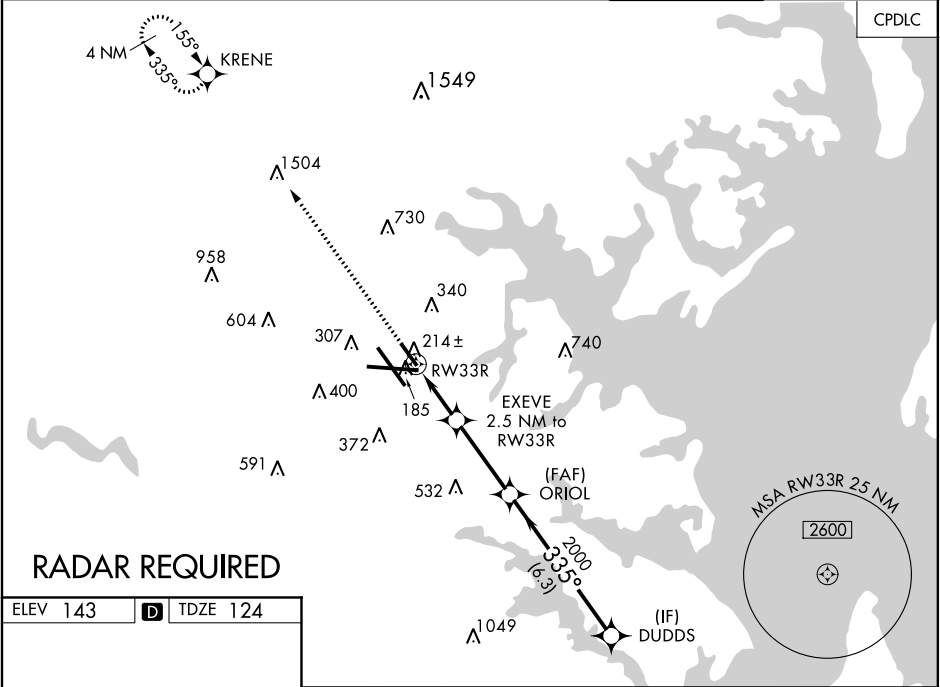 CPDLC
155°
4 NM
KRENE
335°
1549
1504
730
958
340
604
307
214±
740
RW33R
400
185
EXEVE
2.5 NM to
RW33R
372
591
(FAF)
ORIOL
532
MSA RW33R 25 NM
2600
2000
335°
(6.3)
RADAR REQUIRED
ELEV 143 D TDZE 124
1049
(IF)
DUDDS